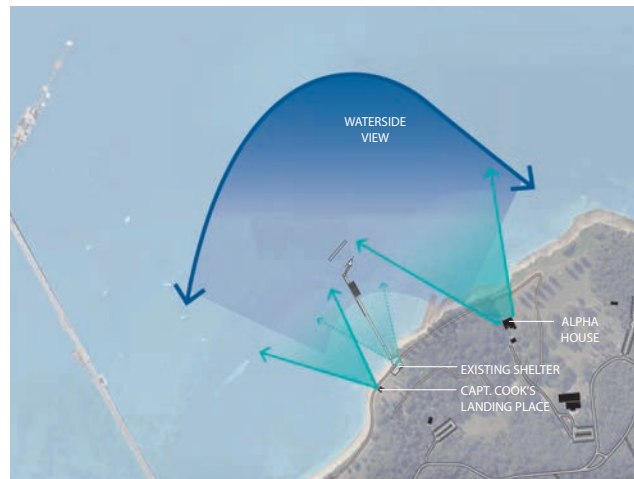 WATERSIDE
VIEW
ALPHA
HOUSE
EXISTING SHELTER
CAPT. COOK'S
LANDING PLACE